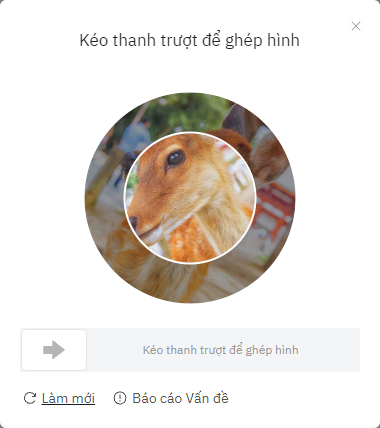 Kéo thanh trượt để ghép hình
Kéo thanh trượt để ghép hình
Làm mới
Báo cáo Vấn đề